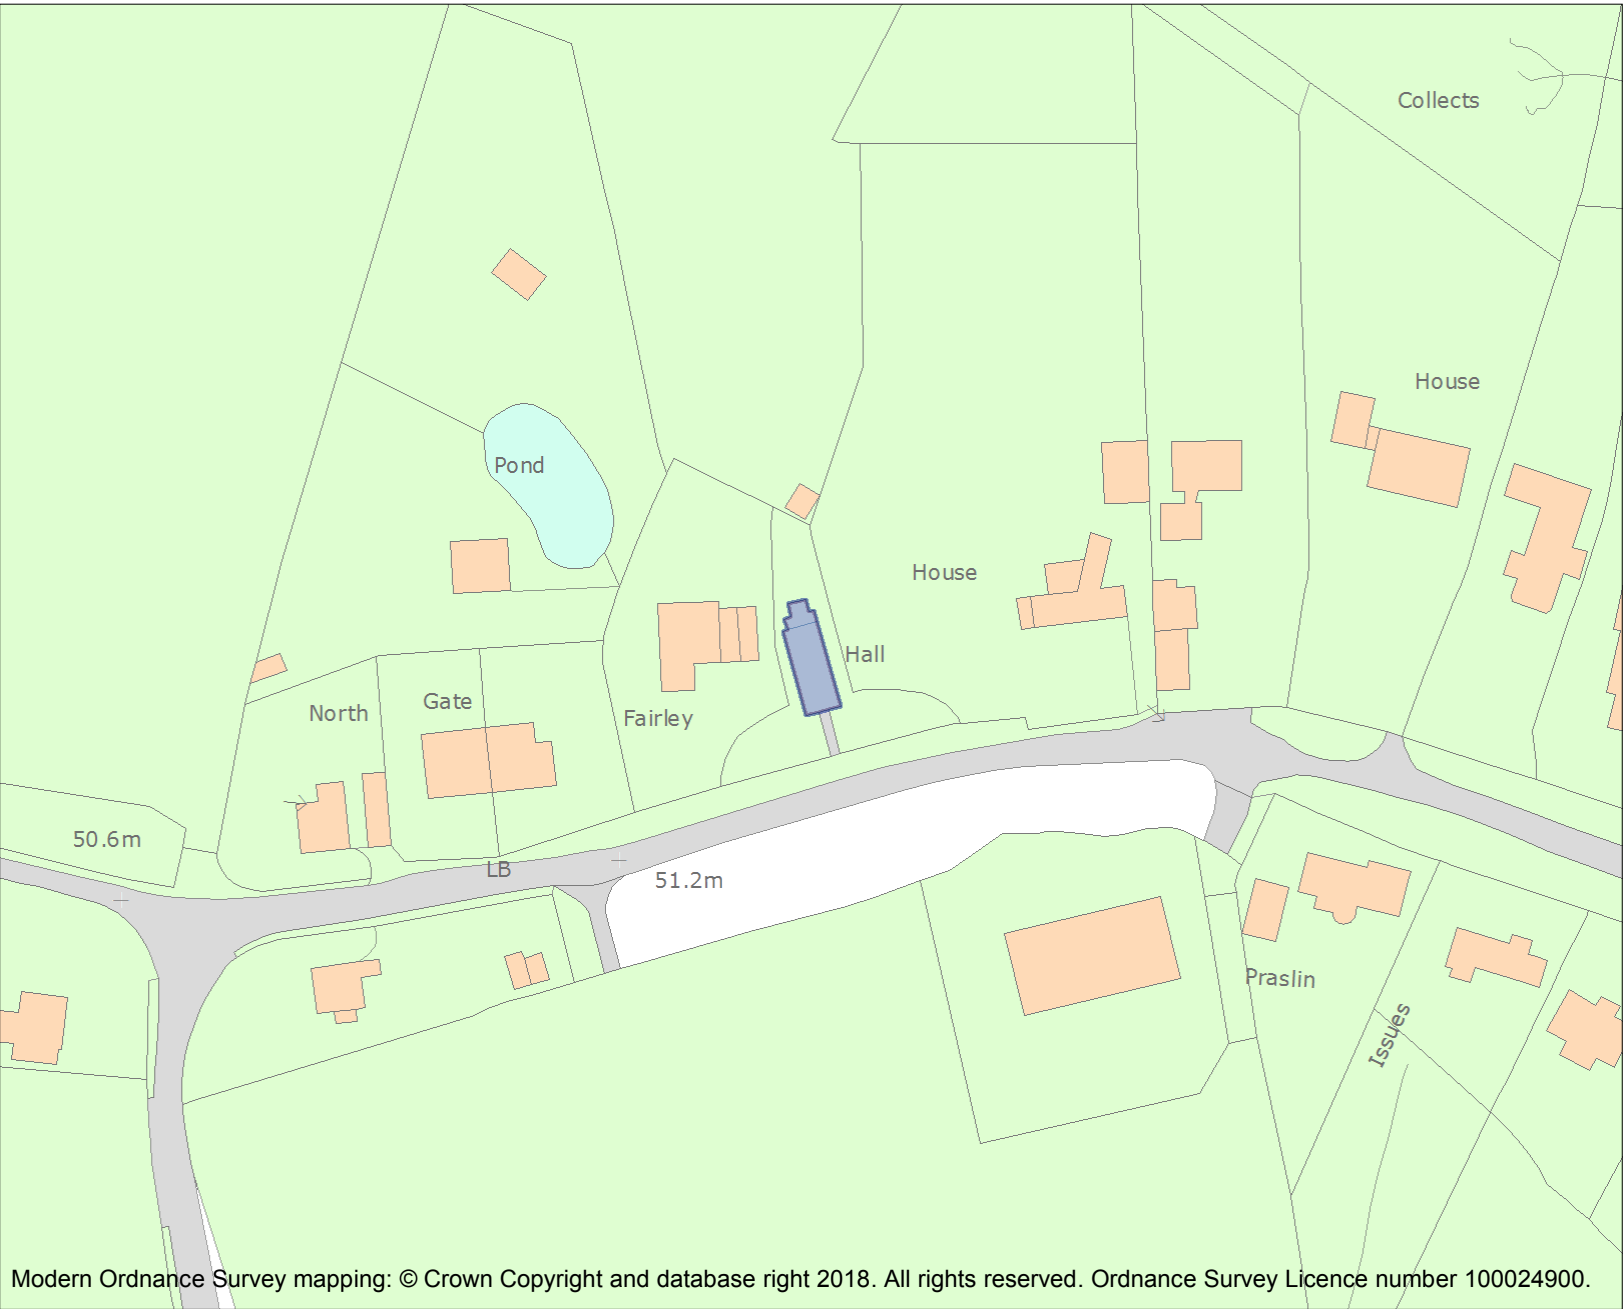 Collects
House
Pond
House
Hall
Gate
North
Fairley
50.6m
LB
51.2m
Praslin
Issues
Modern Ordnance Survey mapping: © Crown Copyright and database right 2018. All rights reserved. Ordnance Survey Licence number 100024900.